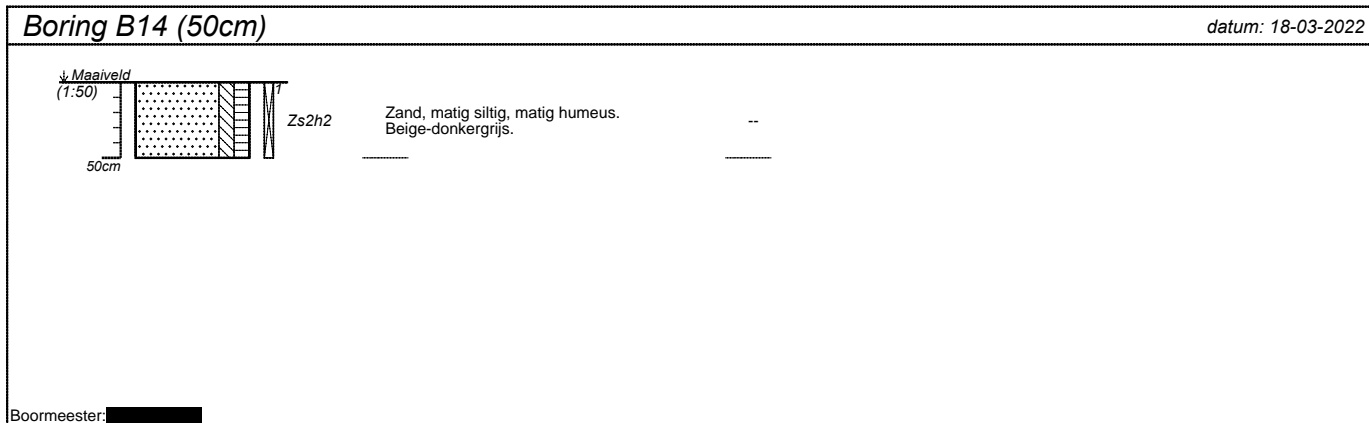 Boring B14 (50cm)
datum: 18-03-2022
Maaiveld
(1:50)
1
Zs2h2
Zand, matig siltig, matig humeus.
Beige-donkergrijs.
--
50cm
Boormeester: